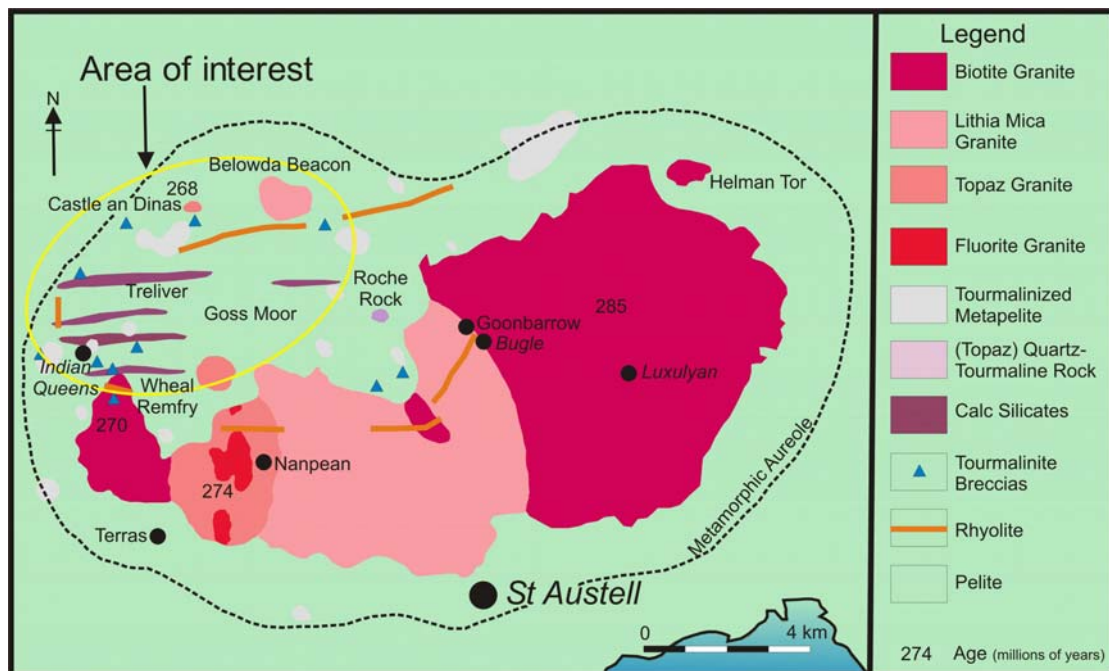 Area of interest
N
Belowda Beacon
268
Castle an Dinas
Helman Tor
Treliver
Roche
Rock
Goss Moor
285
Goonbarrow
Bugle
Luxulyan
Indian
Queens
Wheal
Remfry
270
Nanpean
274
Terras
Metamorphic Aureole
St Austell
0 4 km
Legend
Biotite Granite
Lithia Mica
Granite
Topaz Granite
Fluorite Granite
Tourmalinized
Metapelite
(Topaz) Quartz-
Tourmaline Rock
Calc Silicates
Tourmalinite
Breccias
Rhyolite
Pelite
274 Age (millions of years)